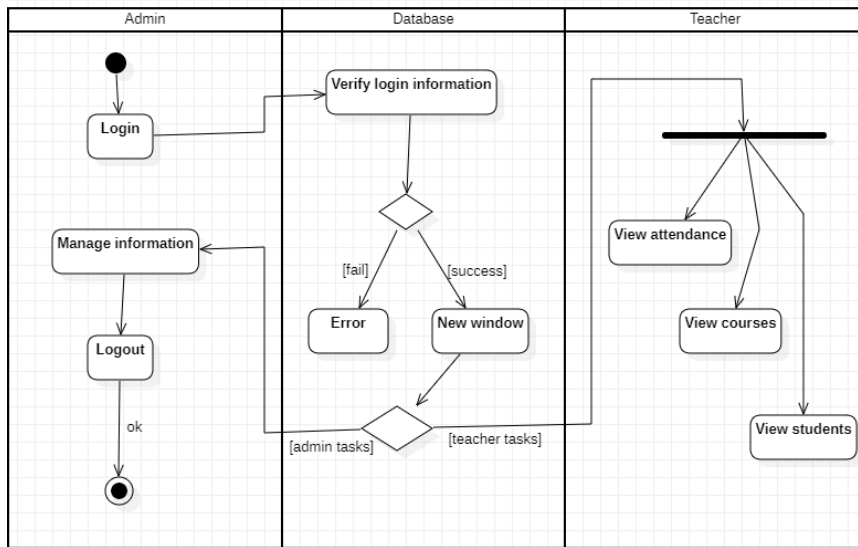 Admin
Database
Teacher
Verify login information
Login
Manage information
View attendance
[fail]
[success]
Error
New window
View courses
Logout
ok
[admin tasks]
[teacher tasks]
View students